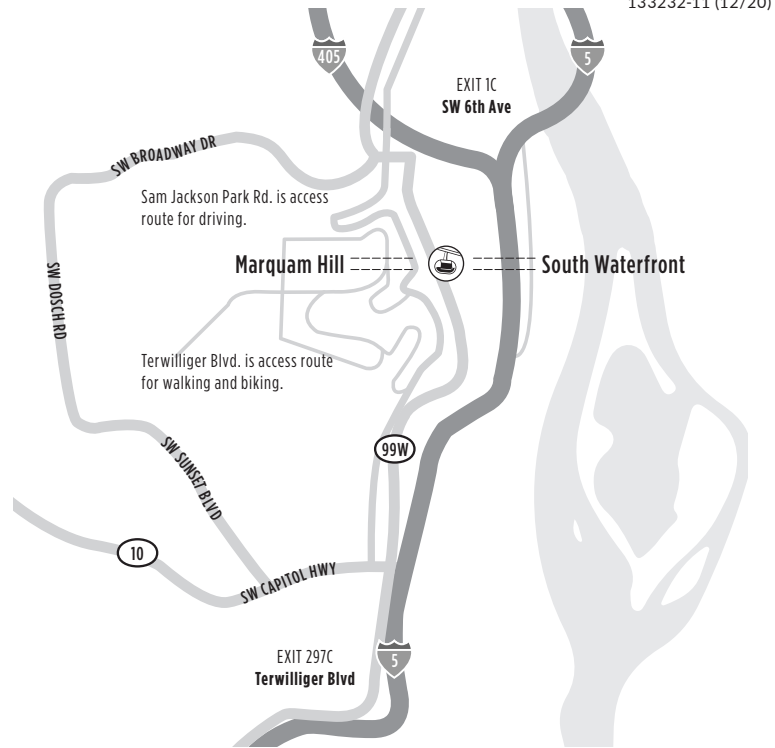 133232-11 (12/20)
405
5
EXIT 1C
SW 6th Ave
SW BROADWAY DR
Sam Jackson Park Rd. is access
route for driving.
Marquam Hill
South Waterfront
SW DOSCH RD
Terwilliger Blvd. is access route
for walking and biking.
99W
SW SUNSET BLVD
10
SW CAPITOL HWY
EXIT 297C
Terwilliger Blvd
5